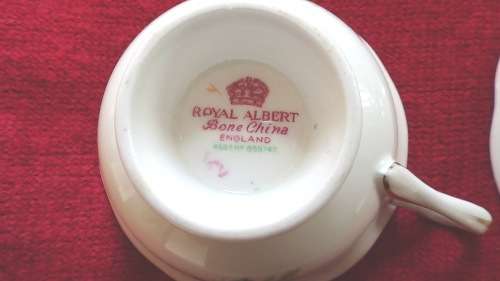 ROYAL ALBERT
Bone China
ENGLAND